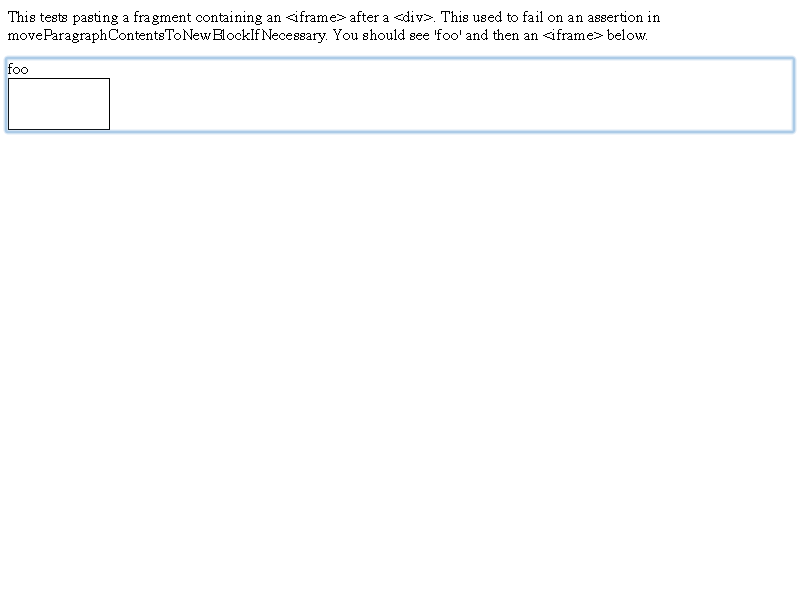 This tests pasting a fragment containing an <iframe> after a <div>. This used to fail on an assertion in
moveParagraphContentsToNewBlockIfNecessary. You should see 'foo' and then an <iframe> below.
foo